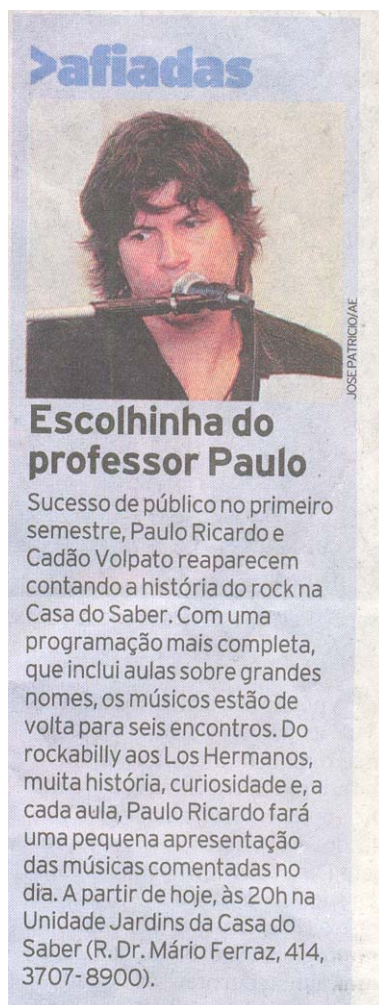 >afiadas
JOSE PATRICIO/AE
Escolhinha do
professor Paulo
Sucesso de público no primeiro
semestre, Paulo Ricardo e
Cadão Volpato reaparecem
contando a história do rock na
Casa do Saber. Com uma
programação mais completa,
que inclui aulas sobre grandes
nomes, os músicos estão de
volta para seis encontros. Do
rockabilly aos Los Hermanos,
muita história, curiosidade e, a
cada aula, Paulo Ricardo fará
uma pequena apresentação
das músicas comentadas no
dia. A partir de hoje, às 20h na
Unidade Jardins da Casa do
Saber (R. Dr. Mário Ferraz, 414,
3707-8900).